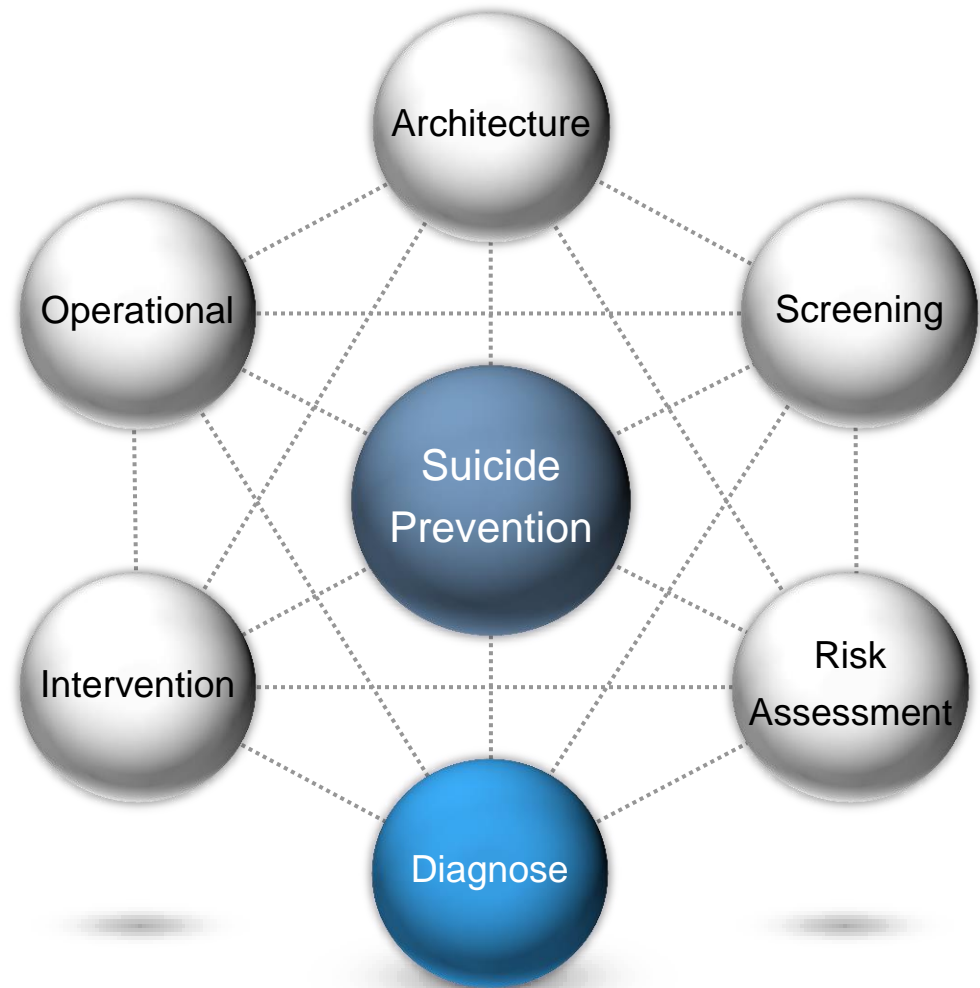 Architecture
Operational
Screening
Suicide
Prevention
Intervention
Risk
Assessment
Diagnose